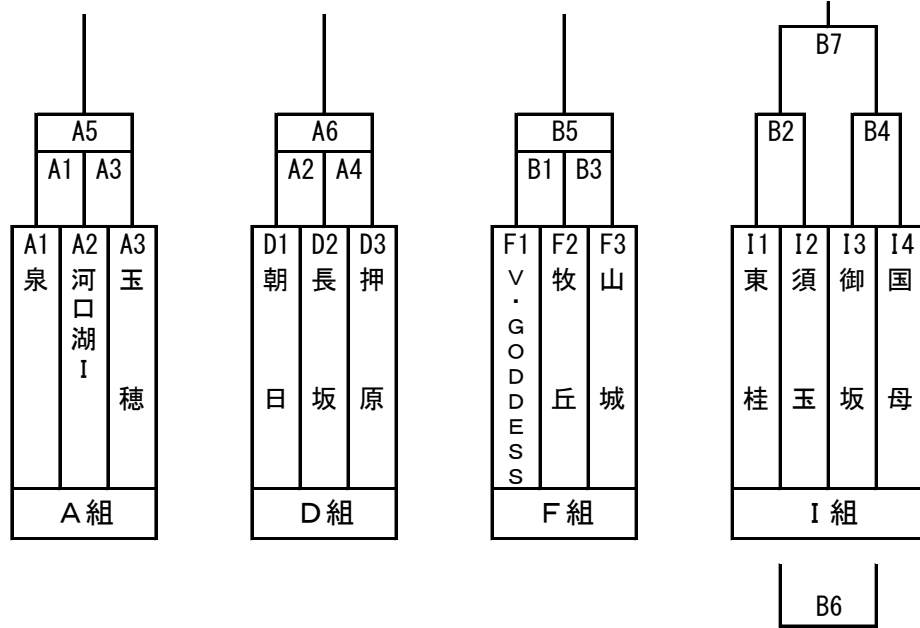 B7
A5 A6 B5 B2 B4
A1 A3 A2 A4 B1 B3
A1 A2 A3 D1 D2 D3 F1 F2 F3 I1 I2 I3 I4
泉
河口湖I
玉穂
朝日
長坂
押原
V・GODDESS
牧丘
山城
東桂
須玉
御坂
国母
A組 D組 F組 I組
B6